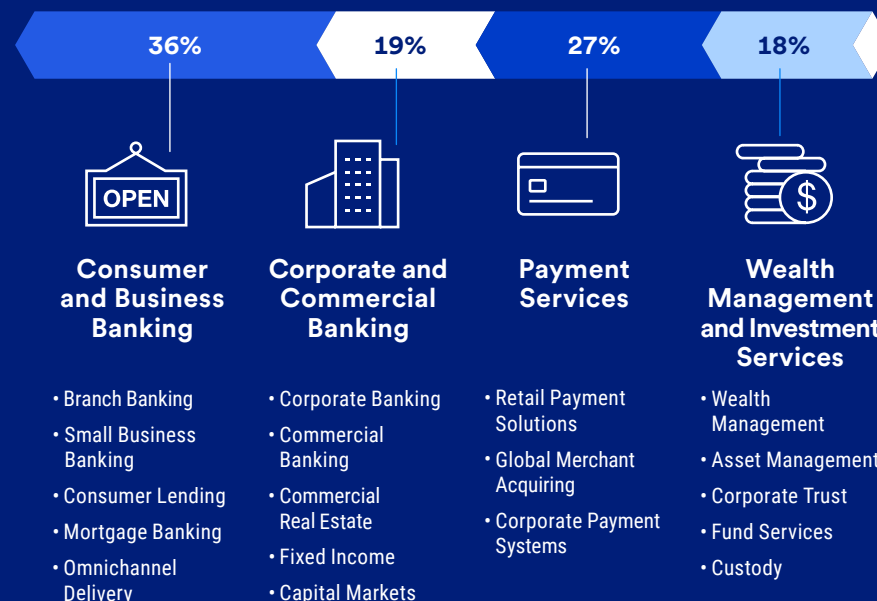 36%
19%
27%
18%
OPEN
$
Consumer
and Business
Banking
• Branch Banking
• Small Business
Banking
• Consumer Lending
• Mortgage Banking
• Omnichannel
Delivery
Corporate and
Commercial
Banking
• Corporate Banking
• Commercial
Banking
• Commercial
Real Estate
• Fixed Income
• Capital Markets
Payment
Services
• Retail Payment
Solutions
• Global Merchant
Acquiring
• Corporate Payment
Systems
Wealth
Management
and Investment
Services
• Wealth
Management
• Asset Management
• Corporate Trust
• Fund Services
• Custody